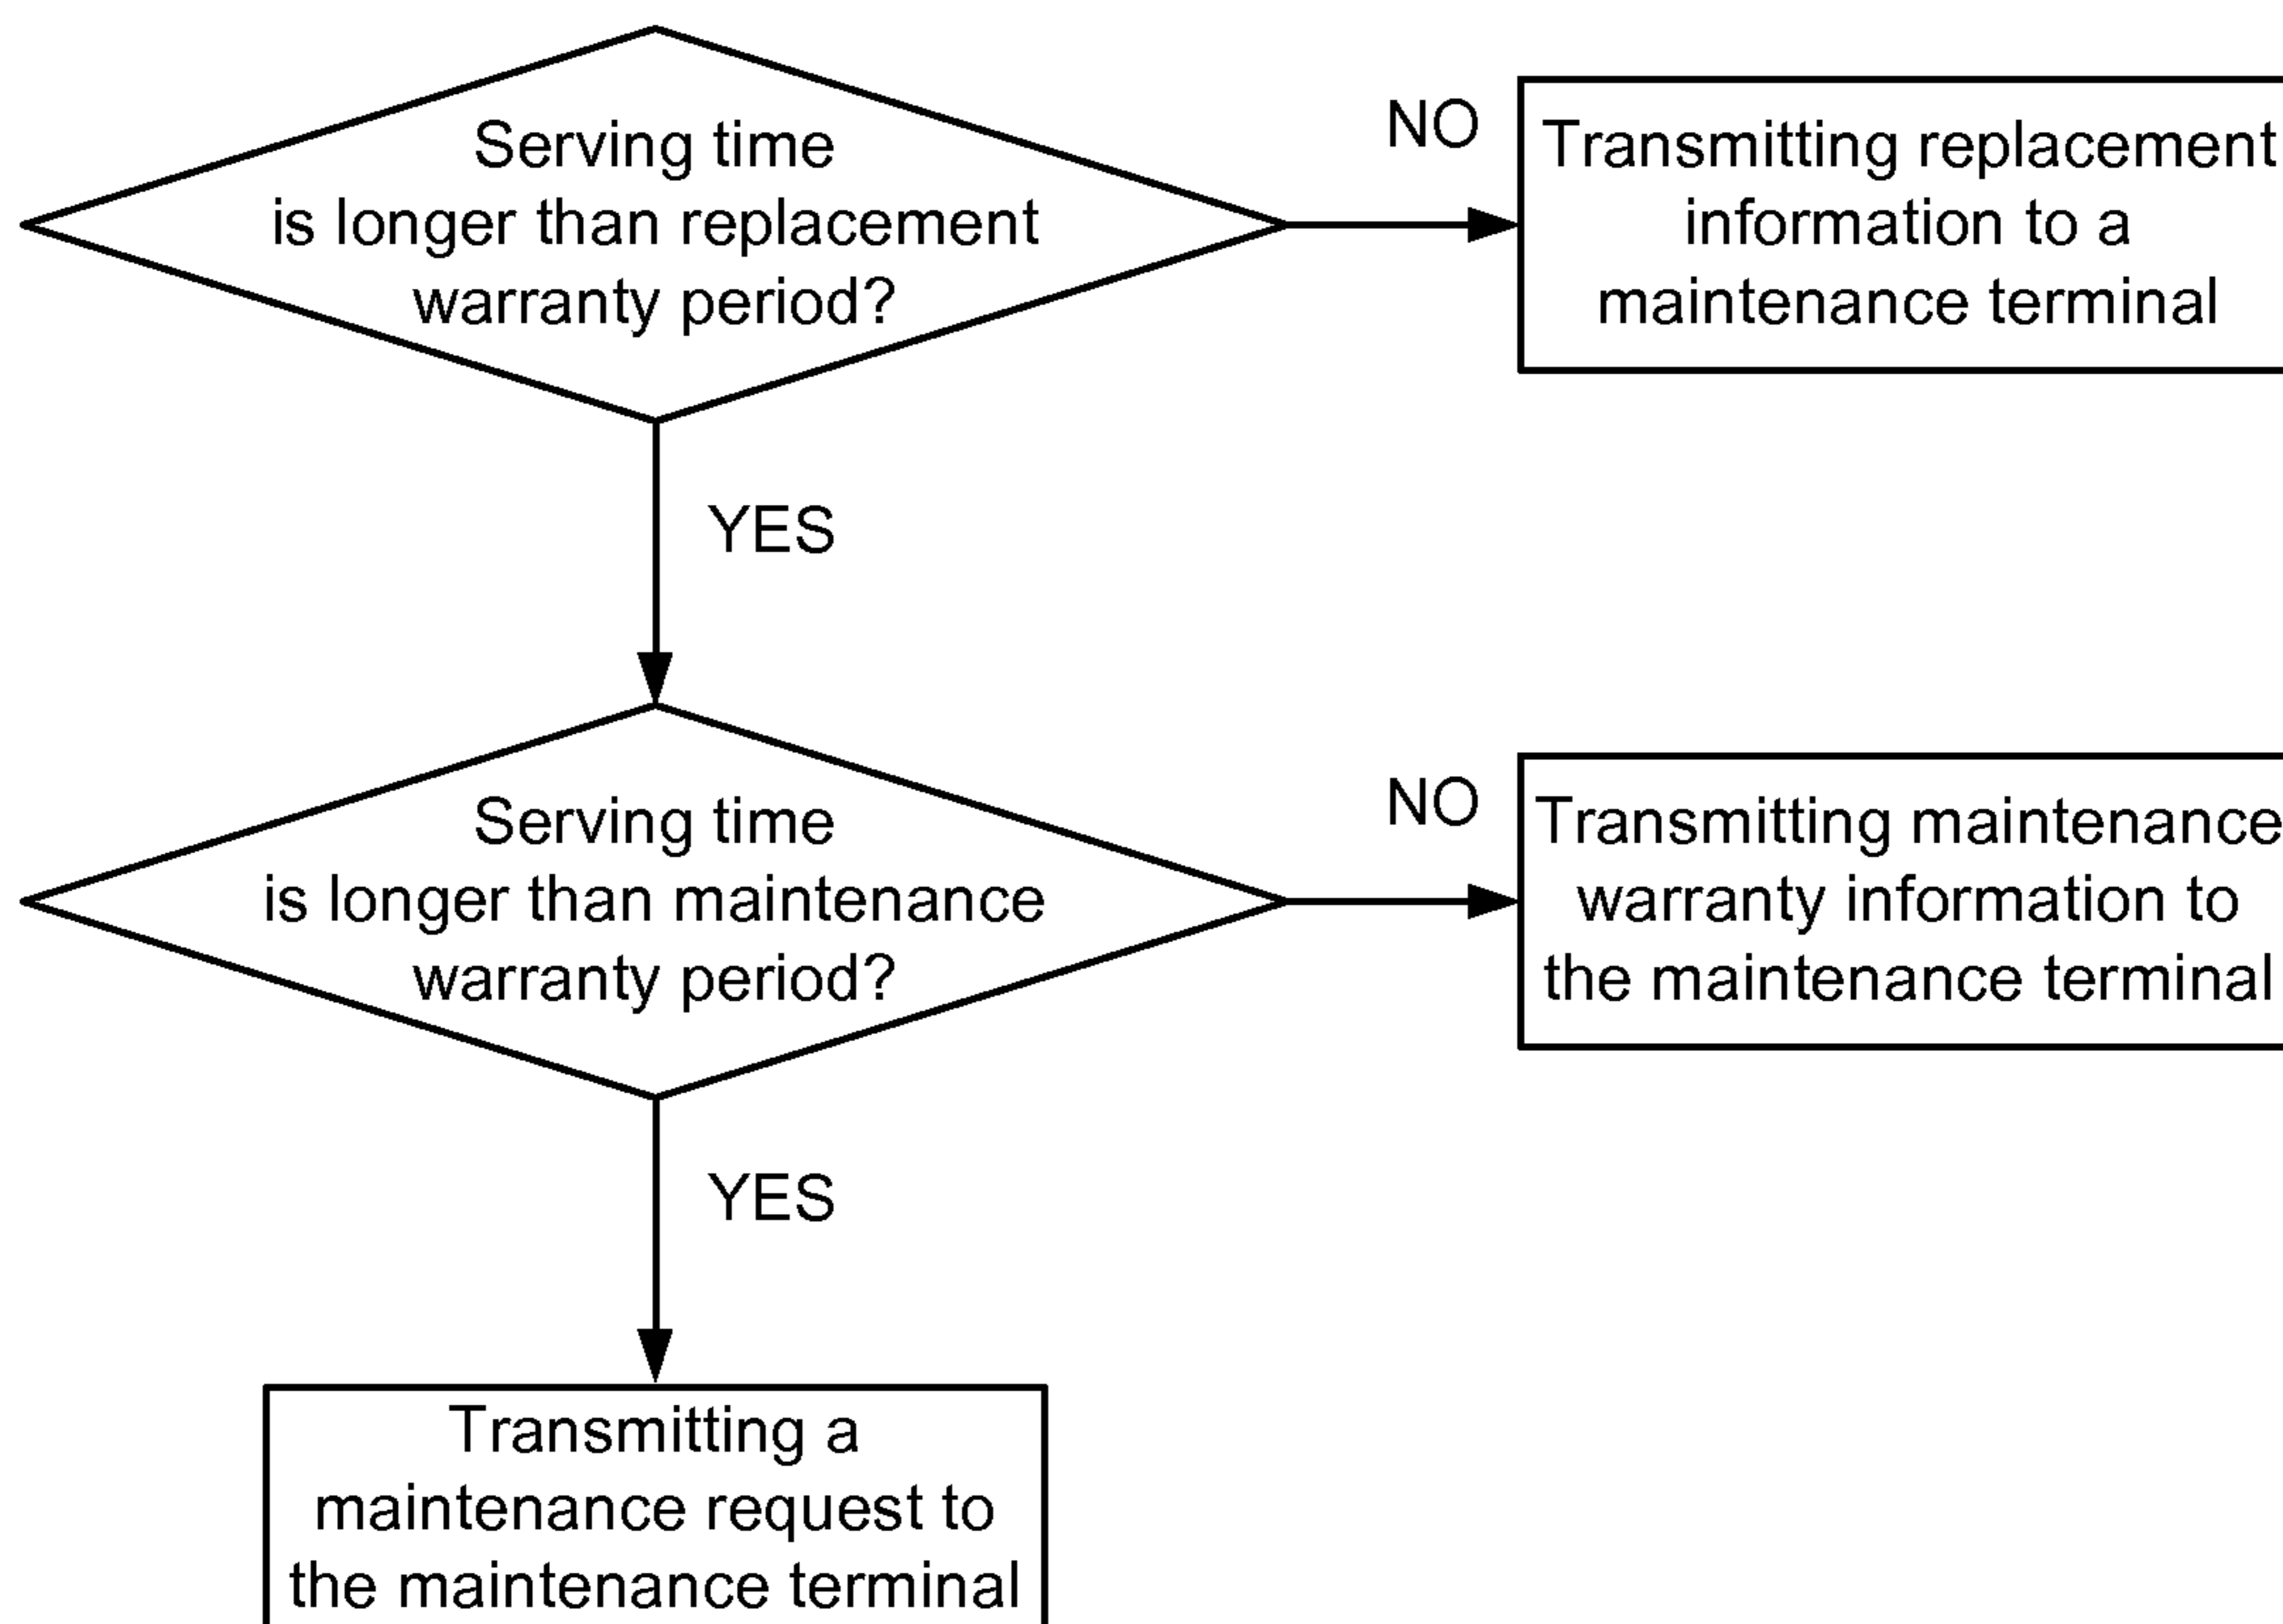 Serving time
is longer than replacement
warranty period?
NO
Transmitting replacement
information to a
maintenance terminal
YES
Serving time
is longer than maintenance
warranty period?
NO
Transmitting maintenance
warranty information to
the maintenance terminal
YES
Transmitting a
maintenance request to
the maintenance terminal